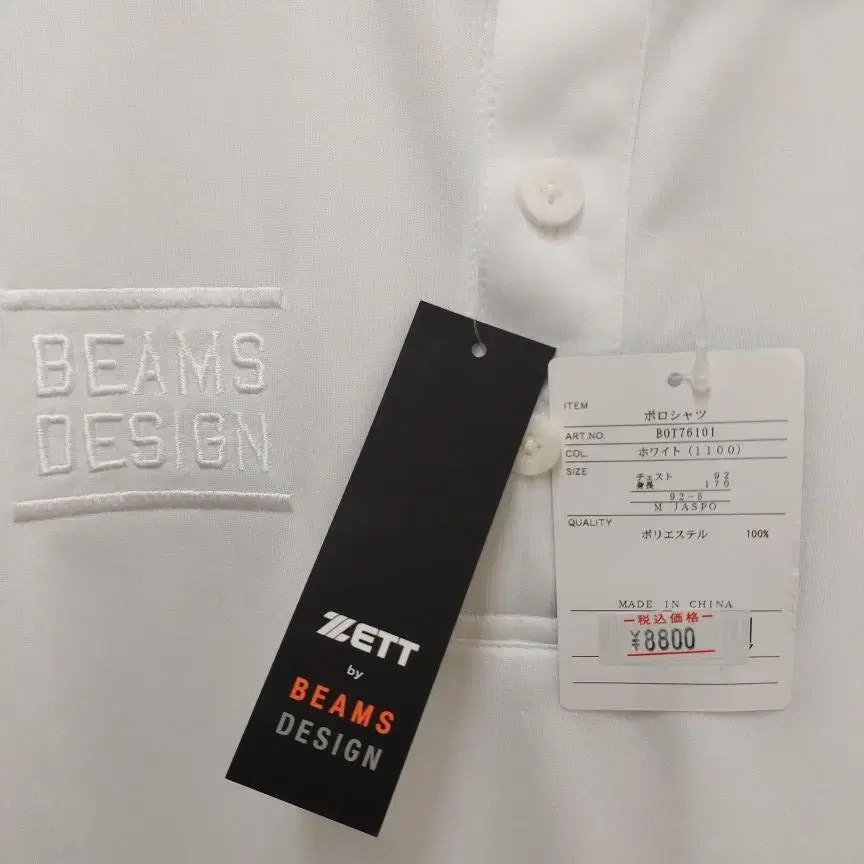 BEAMS
DESIGN
ZETT
by
BEAMS
DESIGN
ITEM ポロシャツ
ART.NO. BOT76101
COL. ホワイト(1100)
SIZE チェスト 92
身長 170
92-6
M JASPO
QUALITY
ポリエステル 100%
MADE IN CHINA
税込価格
¥8800